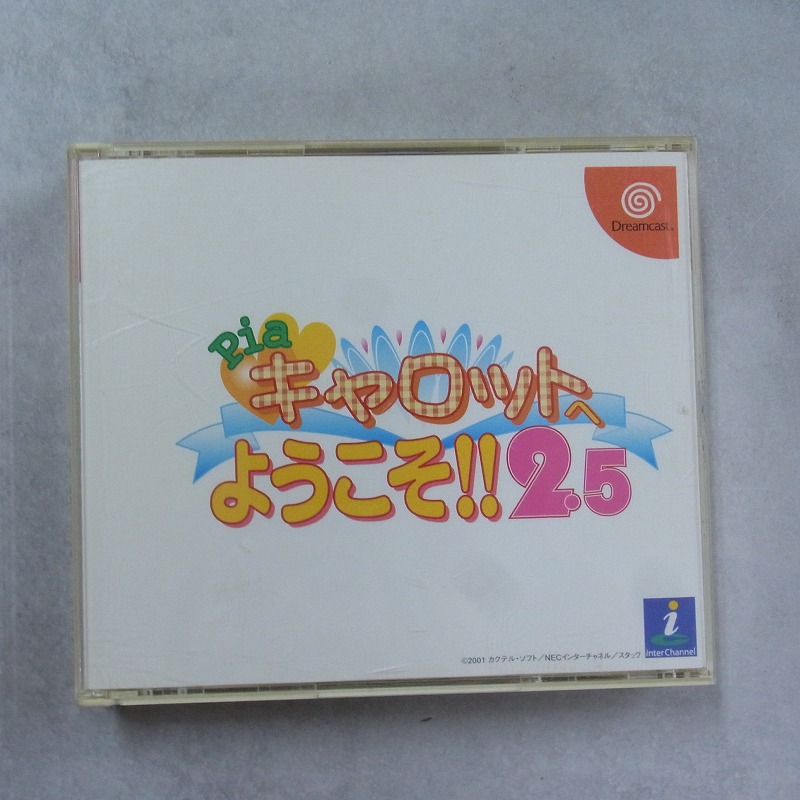 Dreamcast.
Pia
キャロットへ
ようこそ!! 2.5
©2001 カクテル・ソフト/NECインターチャネル/スタック
i
InterChannel